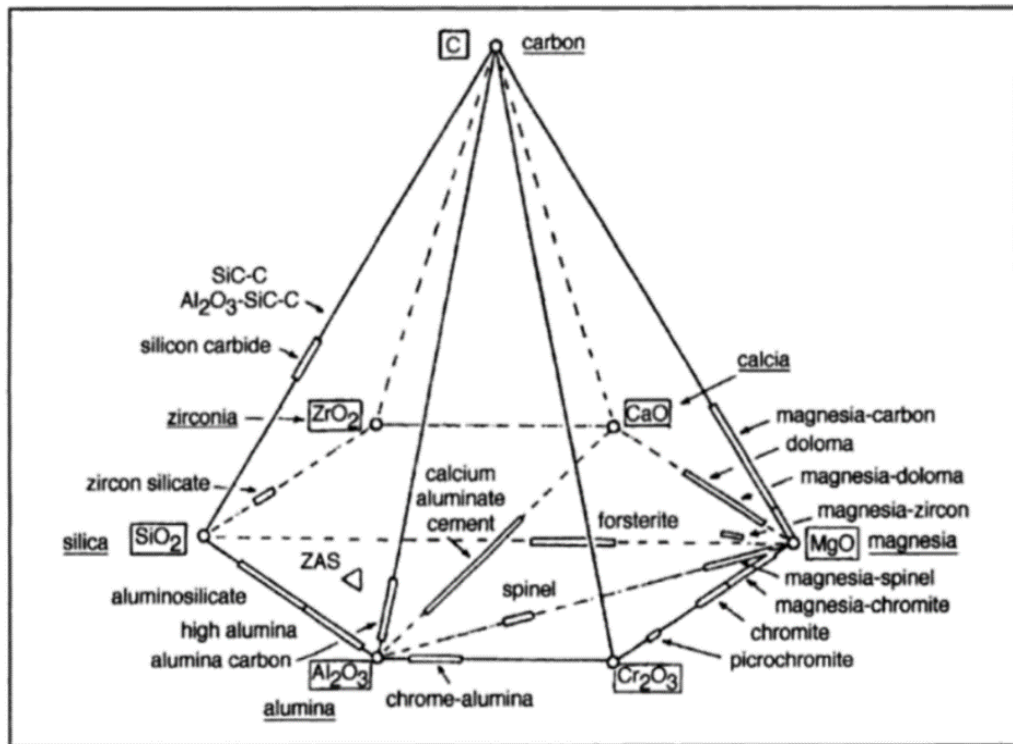 C carbon
SiC-C
Al2O3-SiC-C
silicon carbide
calcia
zirconia
ZrO2
CaO
magnesia-carbon
doloma
magnesia-doloma
zircon silicate
calcium
aluminate
cement
forsterite
magnesia-zircon
silica
SiO2
MgO
magnesia
ZAS
magnesia-spinel
aluminosilicate
spinel
magnesia-chromite
high alumina
chromite
alumina carbon
picrochromite
Al2O3
Cr2O3
chrome-alumina
alumina